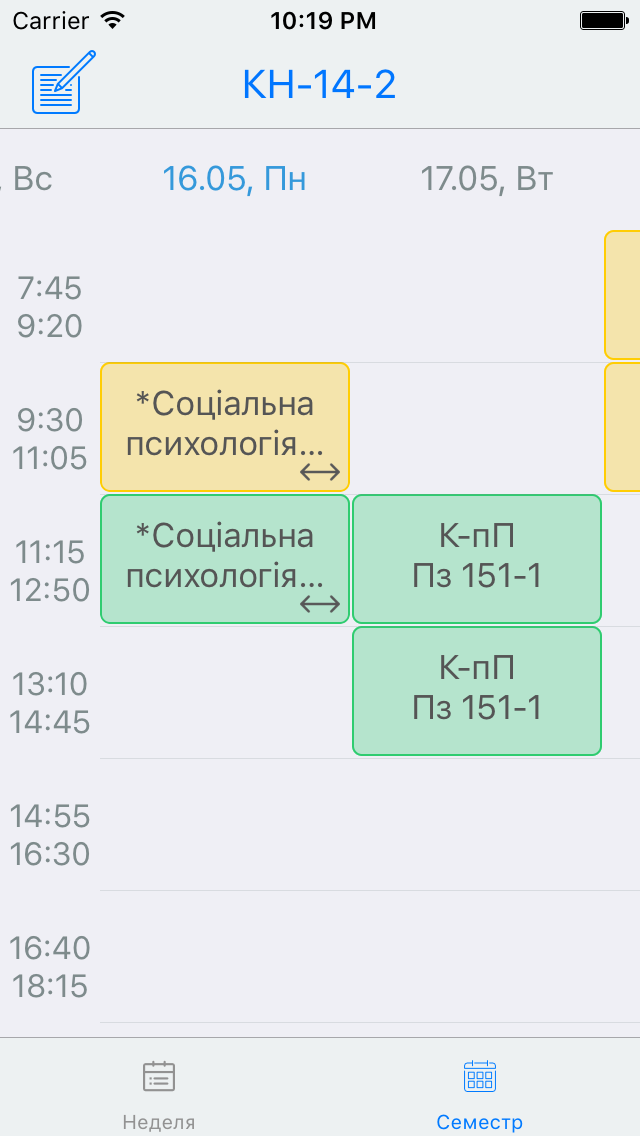 Carrier 10:19 PM
КН-14-2
, Вс 16.05, Пн 17.05, Вт
7:45
9:20
9:30
11:05
*Соціальна
психологія...
11:15
12:50
*Соціальна
психологія...
К-пП
Пз 151-1
13:10
14:45
К-пП
Пз 151-1
14:55
16:30
16:40
18:15
Неделя Семестр